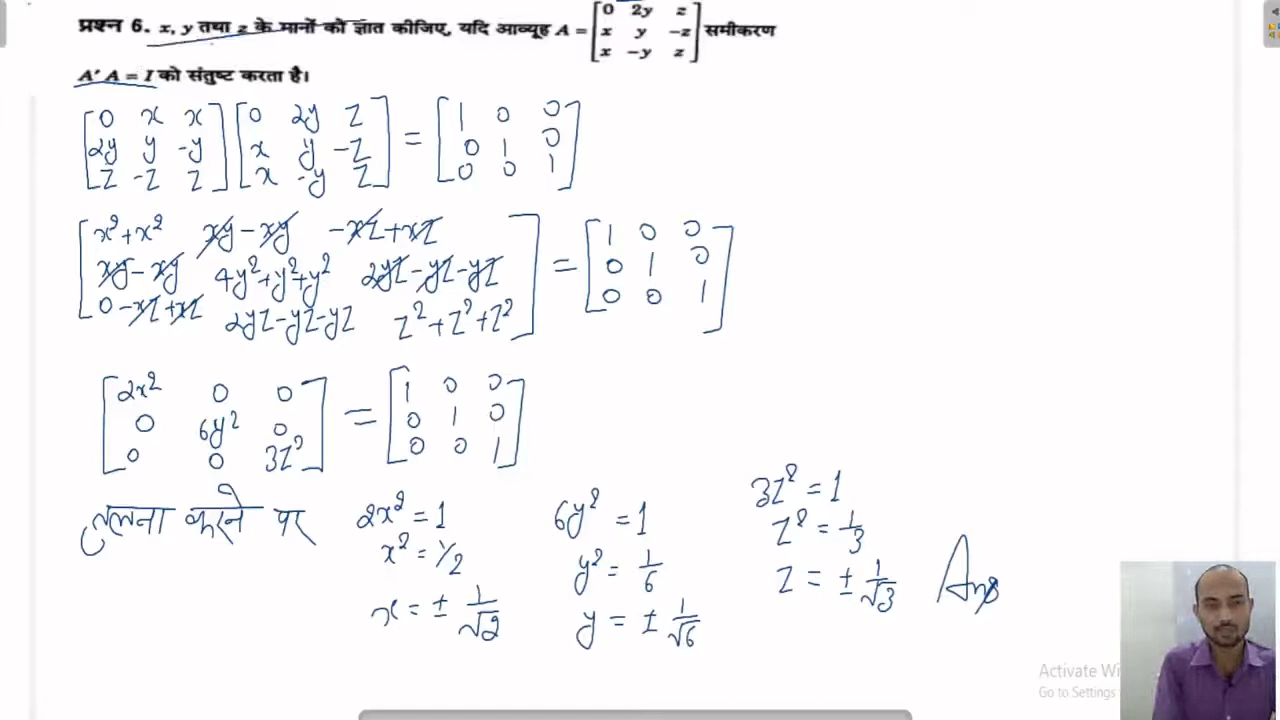 प्रश्न 6. x, y तथा z के मानों को ज्ञात कीजिए, यदि आव्यूह A = [0 2y z; x y -z; x -y z] समीकरण
A' A = I को संतुष्ट करता है।
[0 x x] [0 2y z] = [1 0 0]
[2y y -y] [x y -z] [0 1 0]
[z -z z] [x -y z] [0 0 1]
[x²+x² xy-xy -xz+xz] = [1 0 0]
[xy-xy 4y²+y²+y² 2yz-yz-yz] [0 1 0]
[0-xz+xz 2yz-yz-yz z²+z²+z²] [0 0 1]
[2x² 0 0] = [1 0 0]
[0 6y² 0] [0 1 0]
[0 0 3z²] [0 0 1]
तुलना करने पर 2x² = 1 6y² = 1 3z² = 1
x² = 1/2 y² = 1/6 z² = 1/3
x = ± 1/√2 y = ± 1/√6 z = ± 1/√3 Ans
Activate Wi
Go to Settings